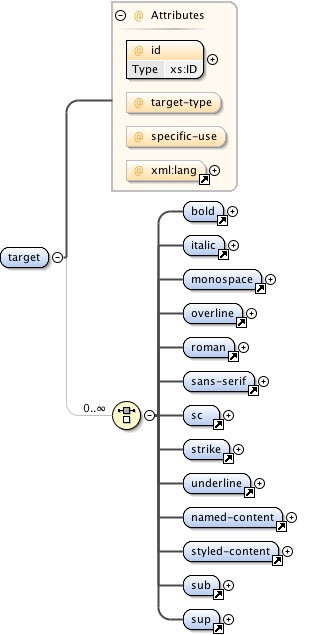 Attributes
@ id
Type xs:ID
@ target-type
@ specific-use
@ xml:lang
target
0..∞
bold
italic
monospace
overline
roman
sans-serif
sc
strike
underline
named-content
styled-content
sub
sup